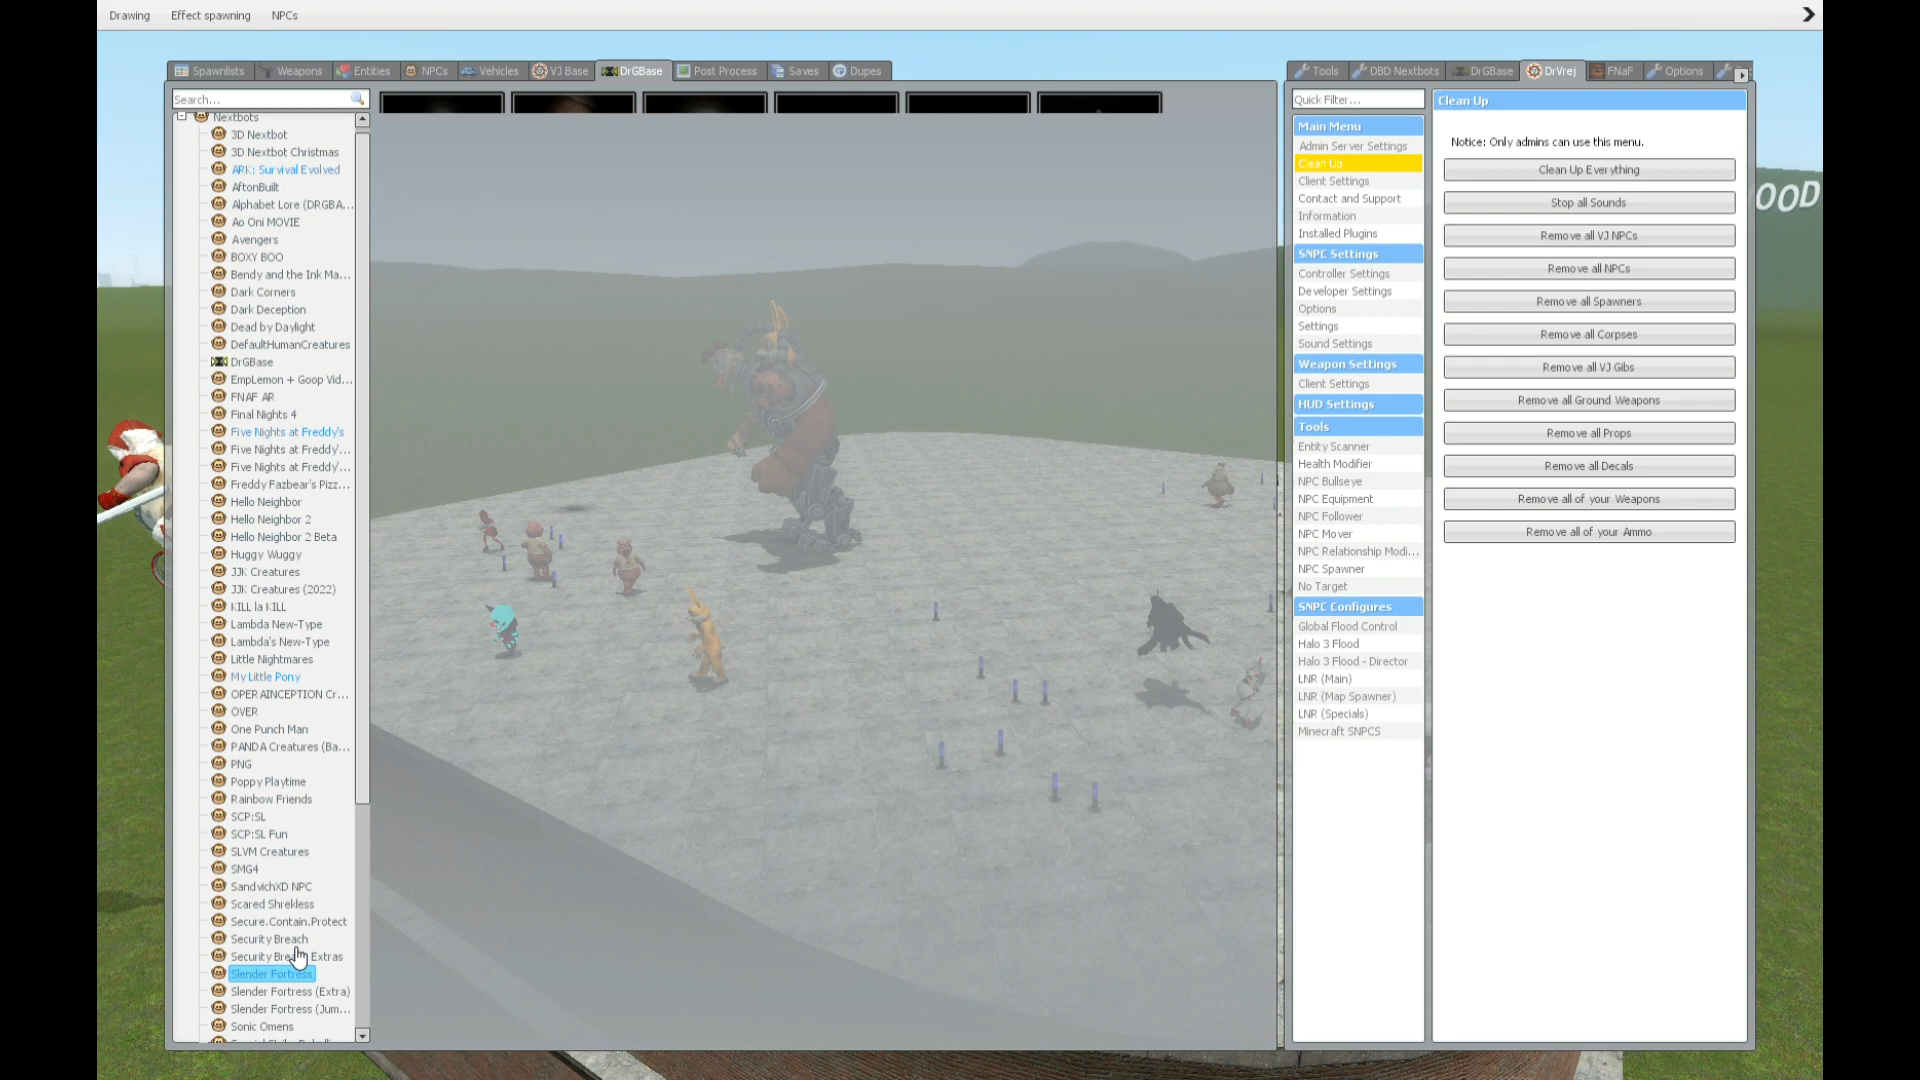 Drawing Effect spawning NPCs
Spawnlists Weapons Entities NPCs Vehicles VJ Base DrGBase Post Process Saves Dupes
Search...
Nextbots
3D Nextbot
3D Nextbot Christmas
ARK: Survival Evolved
AftonBuilt
Alphabet Lore (DRGBA...
Ao Oni MOVIE
Avengers
BOXY BOO
Bendy and the Ink Ma...
Dark Corners
Dark Deception
Dead by Daylight
DefaultHumanCreatures
DrGBase
EmpLemon + Goop Vid...
FNAF AR
Final Nights 4
Five Nights at Freddy's
Five Nights at Freddy'...
Five Nights at Freddy'...
Freddy Fazbear's Pizz...
Hello Neighbor
Hello Neighbor 2
Hello Neighbor 2 Beta
Huggy Wuggy
JJK Creatures
JJK Creatures (2022)
KILL la KILL
Lambda New-Type
Lambda's New-Type
Little Nightmares
My Little Pony
OPERAINCEPTION Cr...
OVER
One Punch Man
PANDA Creatures (Ba...
PNG
Poppy Playtime
Rainbow Friends
SCP:SL
SCP:SL Fun
SLVM Creatures
SMG4
SandvichXD NPC
Scared Shrekless
Secure.Contain.Protect
Security Breach
Security Breach Extras
Slender Fortress
Slender Fortress (Extra)
Slender Fortress (Jum...
Sonic Omens
Tools DBD Nextbots DrGBase DrVrej FNaF Options
Quick Filter...
Main Menu
Admin Server Settings
Clean Up
Client Settings
Contact and Support
Information
Installed Plugins
SNPC Settings
Controller Settings
Developer Settings
Options
Settings
Sound Settings
Weapon Settings
Client Settings
HUD Settings
Tools
Entity Scanner
Health Modifier
NPC Bullseye
NPC Equipment
NPC Follower
NPC Mover
NPC Relationship Modi...
NPC Spawner
No Target
SNPC Configures
Global Flood Control
Halo 3 Flood
Halo 3 Flood - Director
LNR (Main)
LNR (Map Spawner)
LNR (Specials)
Minecraft SNPCS
Clean Up
Notice: Only admins can use this menu.
Clean Up Everything
Stop all Sounds
Remove all VJ NPCs
Remove all NPCs
Remove all Spawners
Remove all Corpses
Remove all VJ Gibs
Remove all Ground Weapons
Remove all Props
Remove all Decals
Remove all of your Weapons
Remove all of your Ammo
OOD